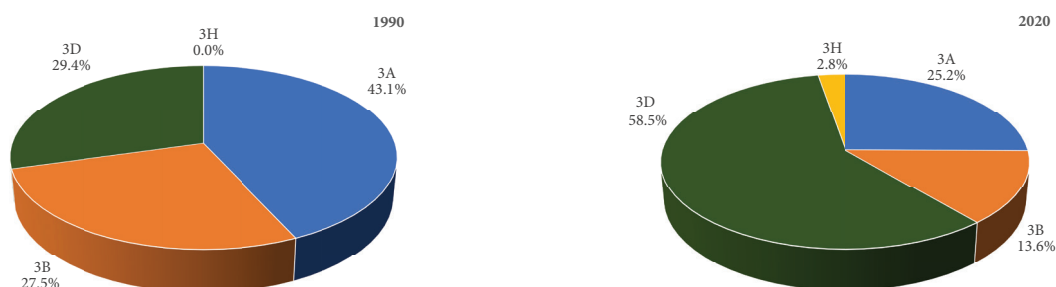 1990
3H
0.0%
3D
29.4%
3A
43.1%
3B
27.5%
2020
3H
2.8%
3A
25.2%
3D
58.5%
3B
13.6%